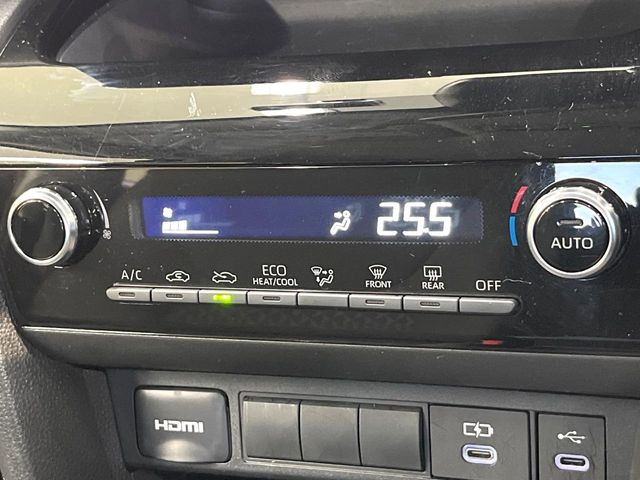 25.5
AUTO
A/C
ECO
HEAT/COOL
FRONT
REAR
OFF
HDMI